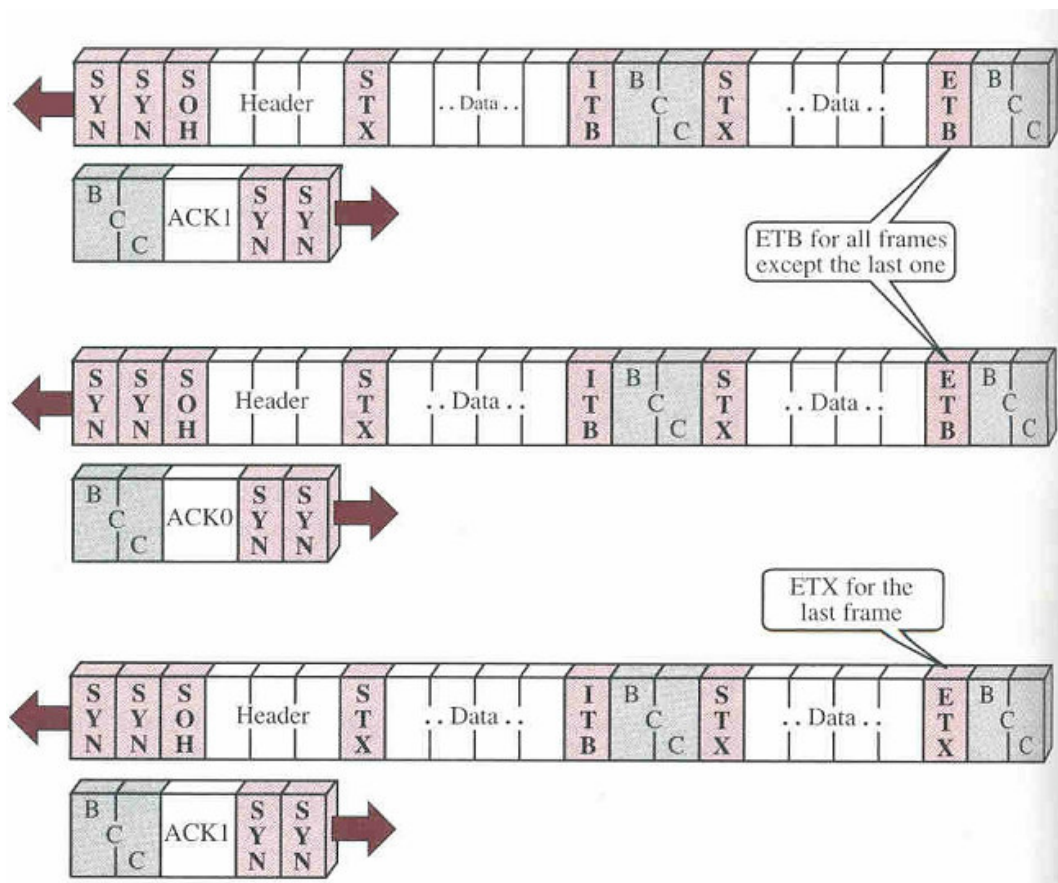 SYN SYN SOH Header STX ..Data.. ITB BCC STX ..Data.. ETB BCC
BCC ACK1 SYN SYN
ETB for all frames
except the last one
SYN SYN SOH Header STX ..Data.. ITB BCC STX ..Data.. ETB BCC
BCC ACK0 SYN SYN
ETX for the
last frame
SYN SYN SOH Header STX ..Data.. ITB BCC STX ..Data.. ETX BCC
BCC ACK1 SYN SYN